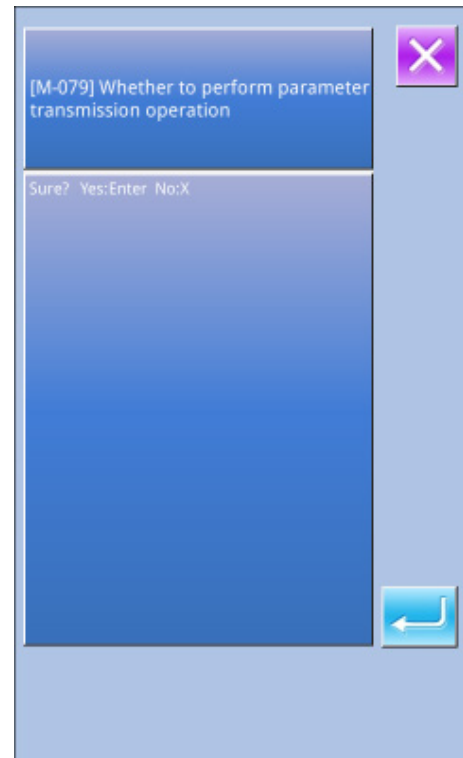 [M-079] Whether to perform parameter
transmission operation
Sure? Yes:Enter No:X